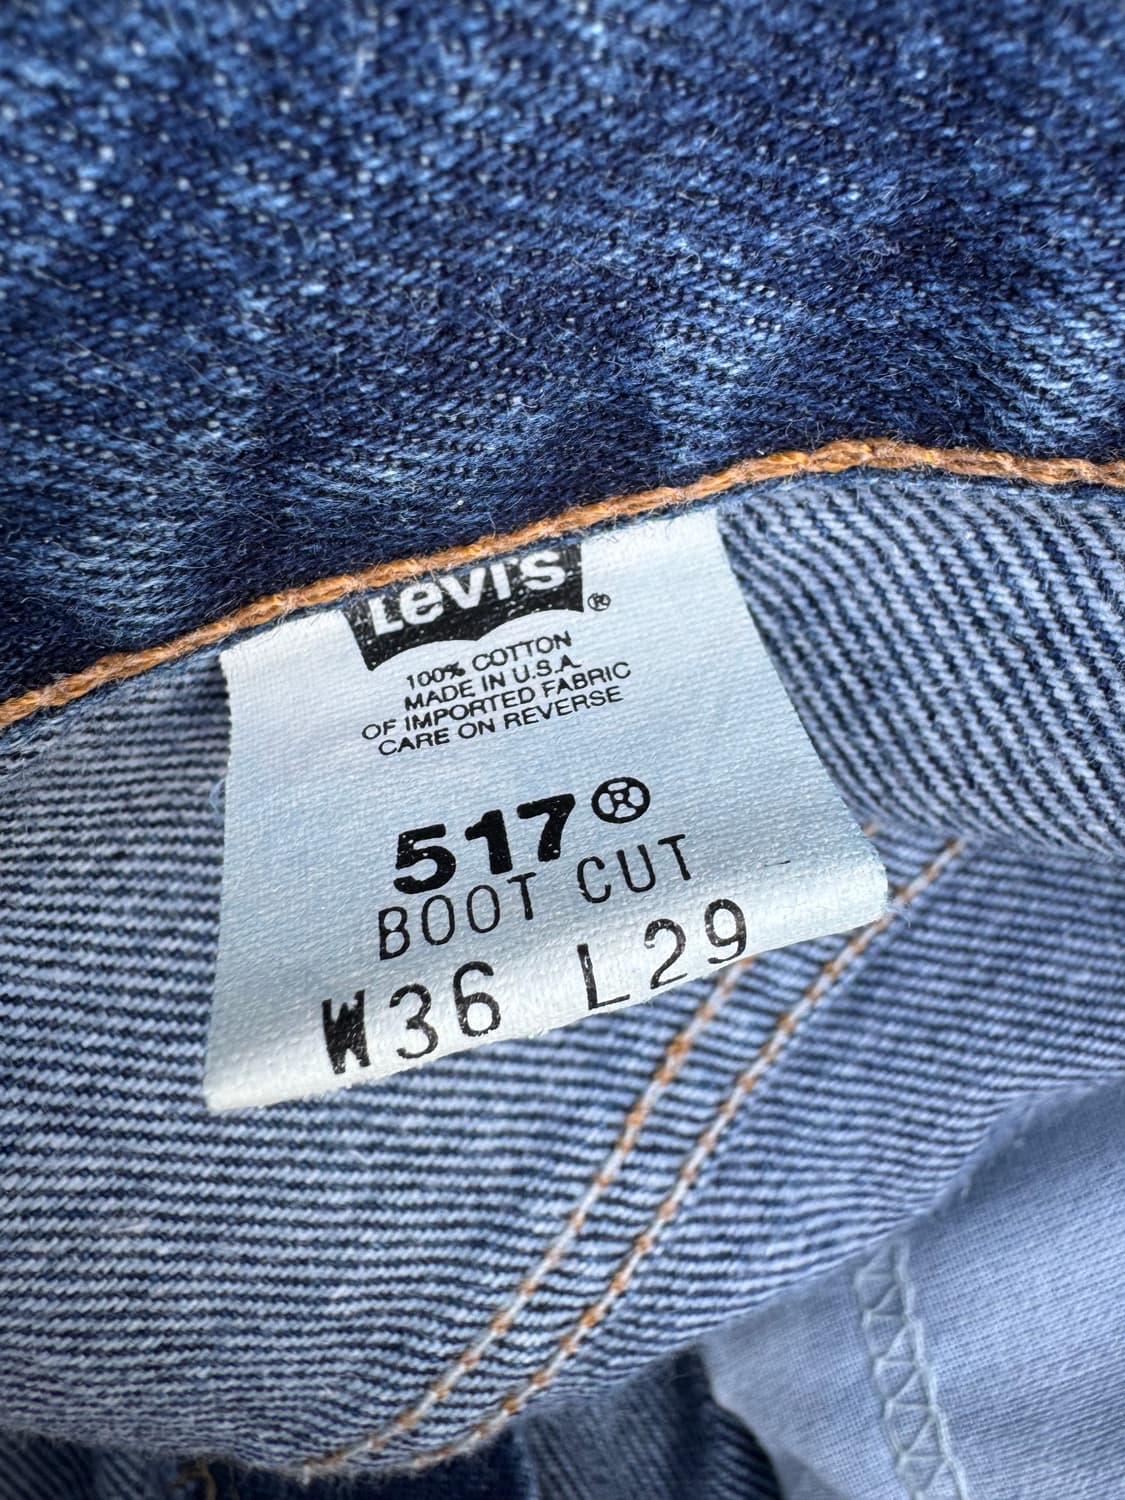 LEVI'S®
100% COTTON
MADE IN U.S.A.
OF IMPORTED FABRIC
CARE ON REVERSE
517®
BOOT CUT
W36 L29